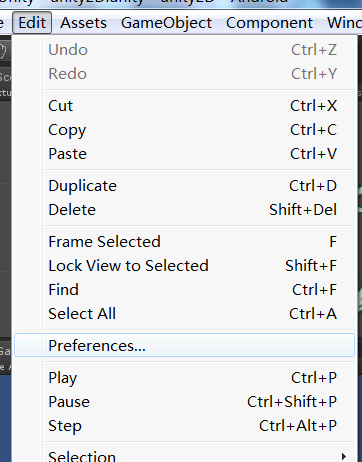 Edit Assets GameObject Component
Undo Ctrl+Z
Redo Ctrl+Y
Cut Ctrl+X
Copy Ctrl+C
Paste Ctrl+V
Duplicate Ctrl+D
Delete Shift+Del
Frame Selected F
Lock View to Selected Shift+F
Find Ctrl+F
Select All Ctrl+A
Preferences...
Play Ctrl+P
Pause Ctrl+Shift+P
Step Ctrl+Alt+P
Selection